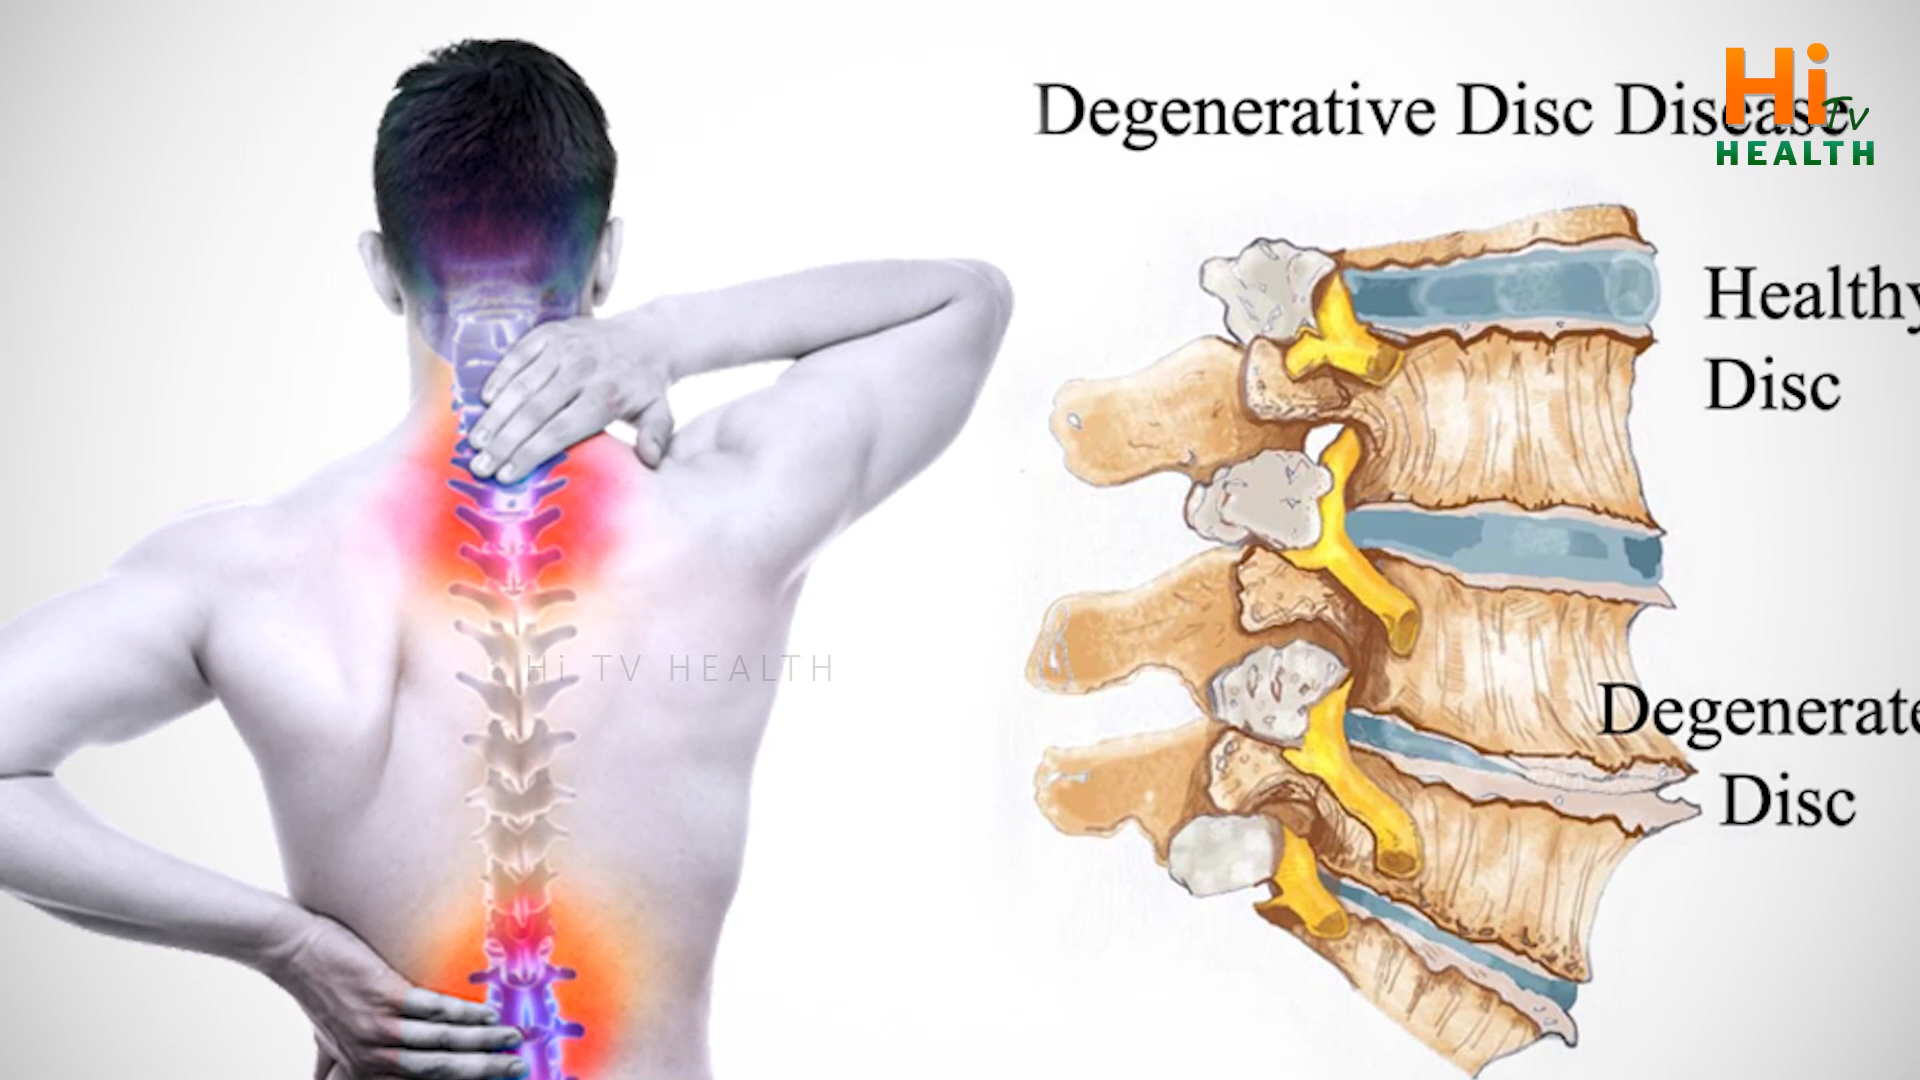 Degenerative Disc Disease
Hi TV
HEALTH
Healthy
Disc
Hi TV HEALTH
Degenerate
Disc